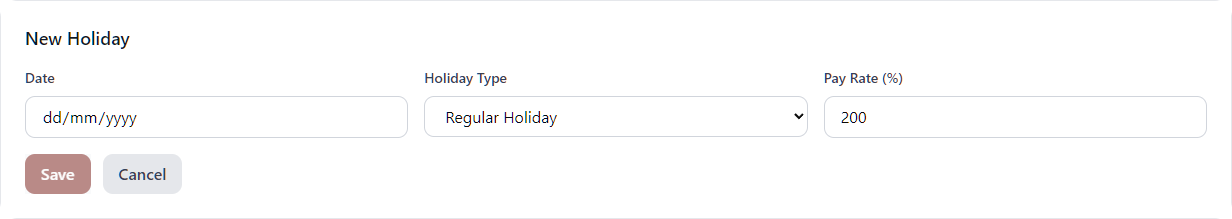 New Holiday
Date Holiday Type Pay Rate (%)
dd/mm/yyyy Regular Holiday 200
Save Cancel